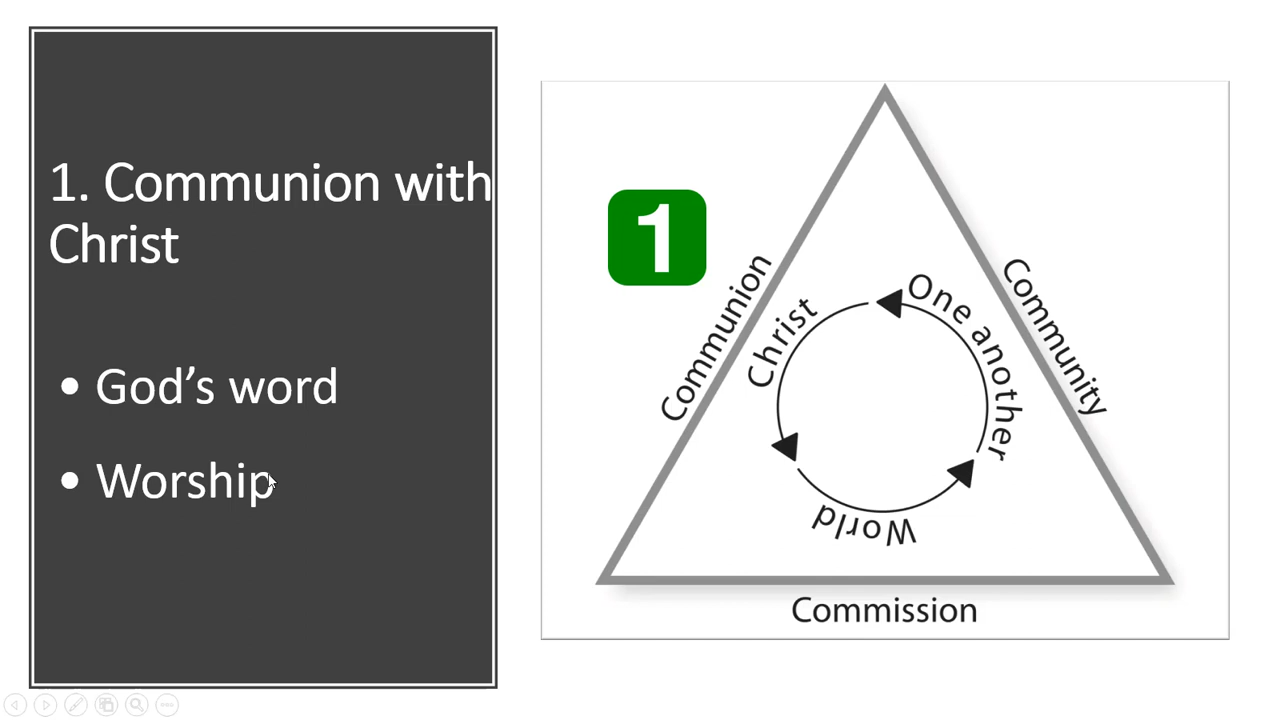 1. Communion with
Christ
• God’s word
• Worship
1
Communion
Christ
One another
Community
World
Commission